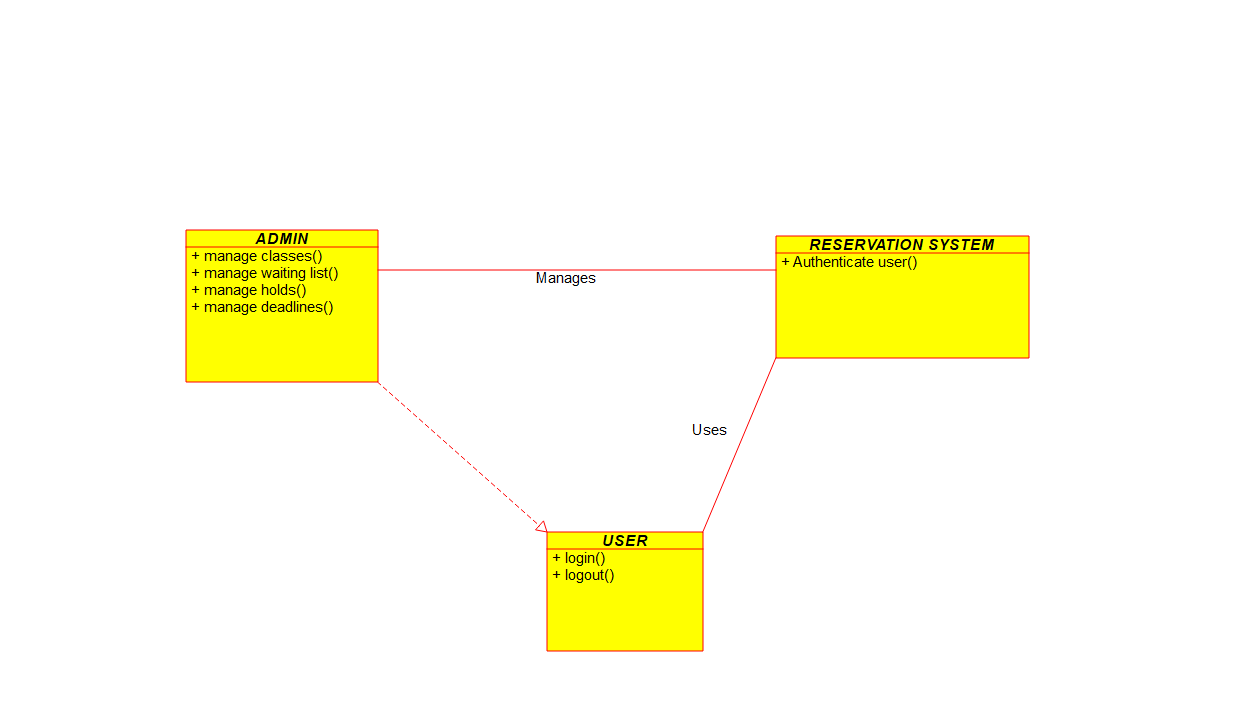 ADMIN
+ manage classes()
+ manage waiting list()
+ manage holds()
+ manage deadlines()
RESERVATION SYSTEM
+ Authenticate user()
Manages
Uses
USER
+ login()
+ logout()